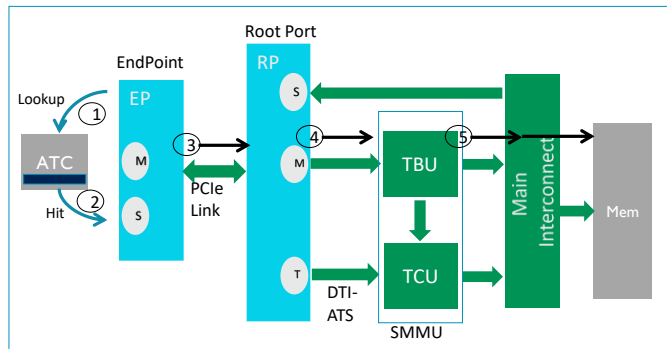 Root Port
EndPoint
RP
EP
S
Lookup
1
3
4
5
ATC
M
M
TBU
PCIe
Link
Hit
2
S
Main
Interconnect
Mem
T
DTI-
ATS
TCU
SMMU